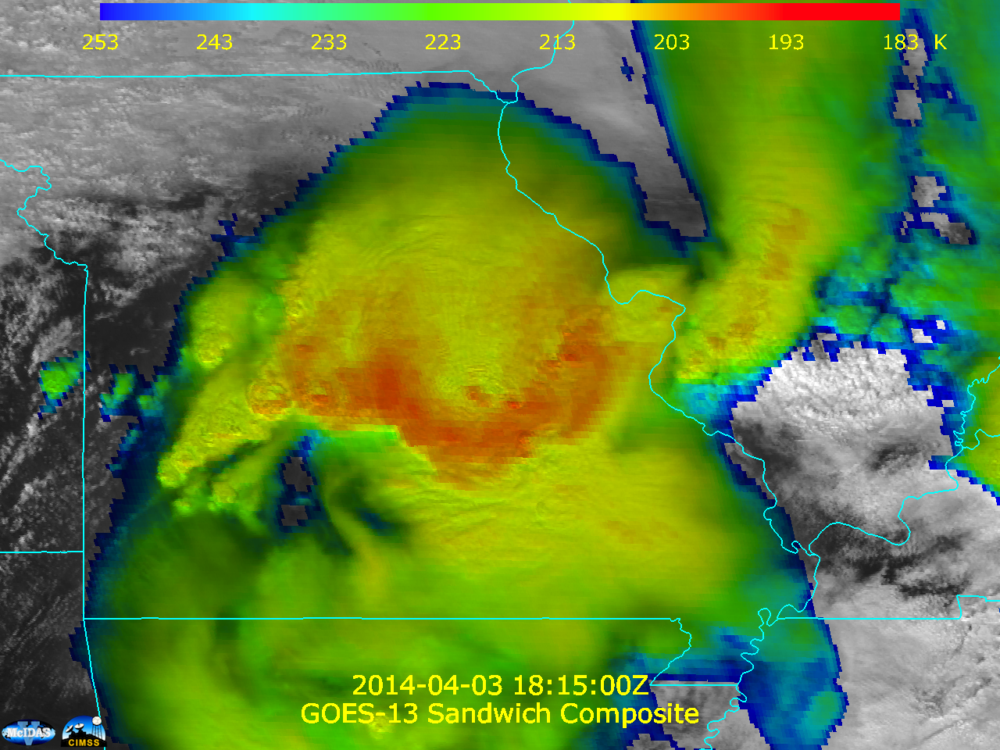 253 243 233 223 213 203 193 183 K
2014-04-03 18:15:00Z
GOES-13 Sandwich Composite
McIDAS
CIMSS